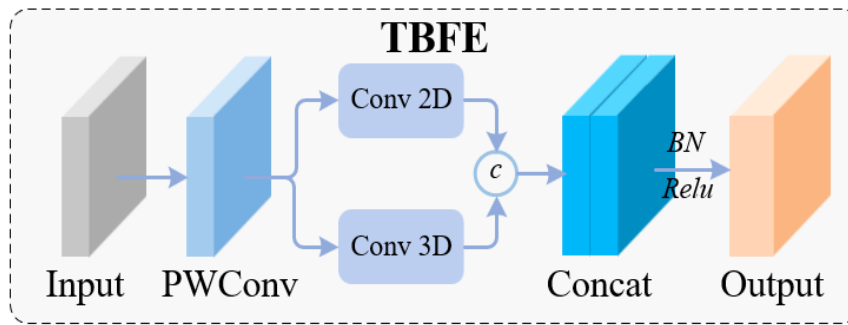 TBFE
Conv 2D
c
BN
Relu
Conv 3D
Input
PWConv
Concat
Output